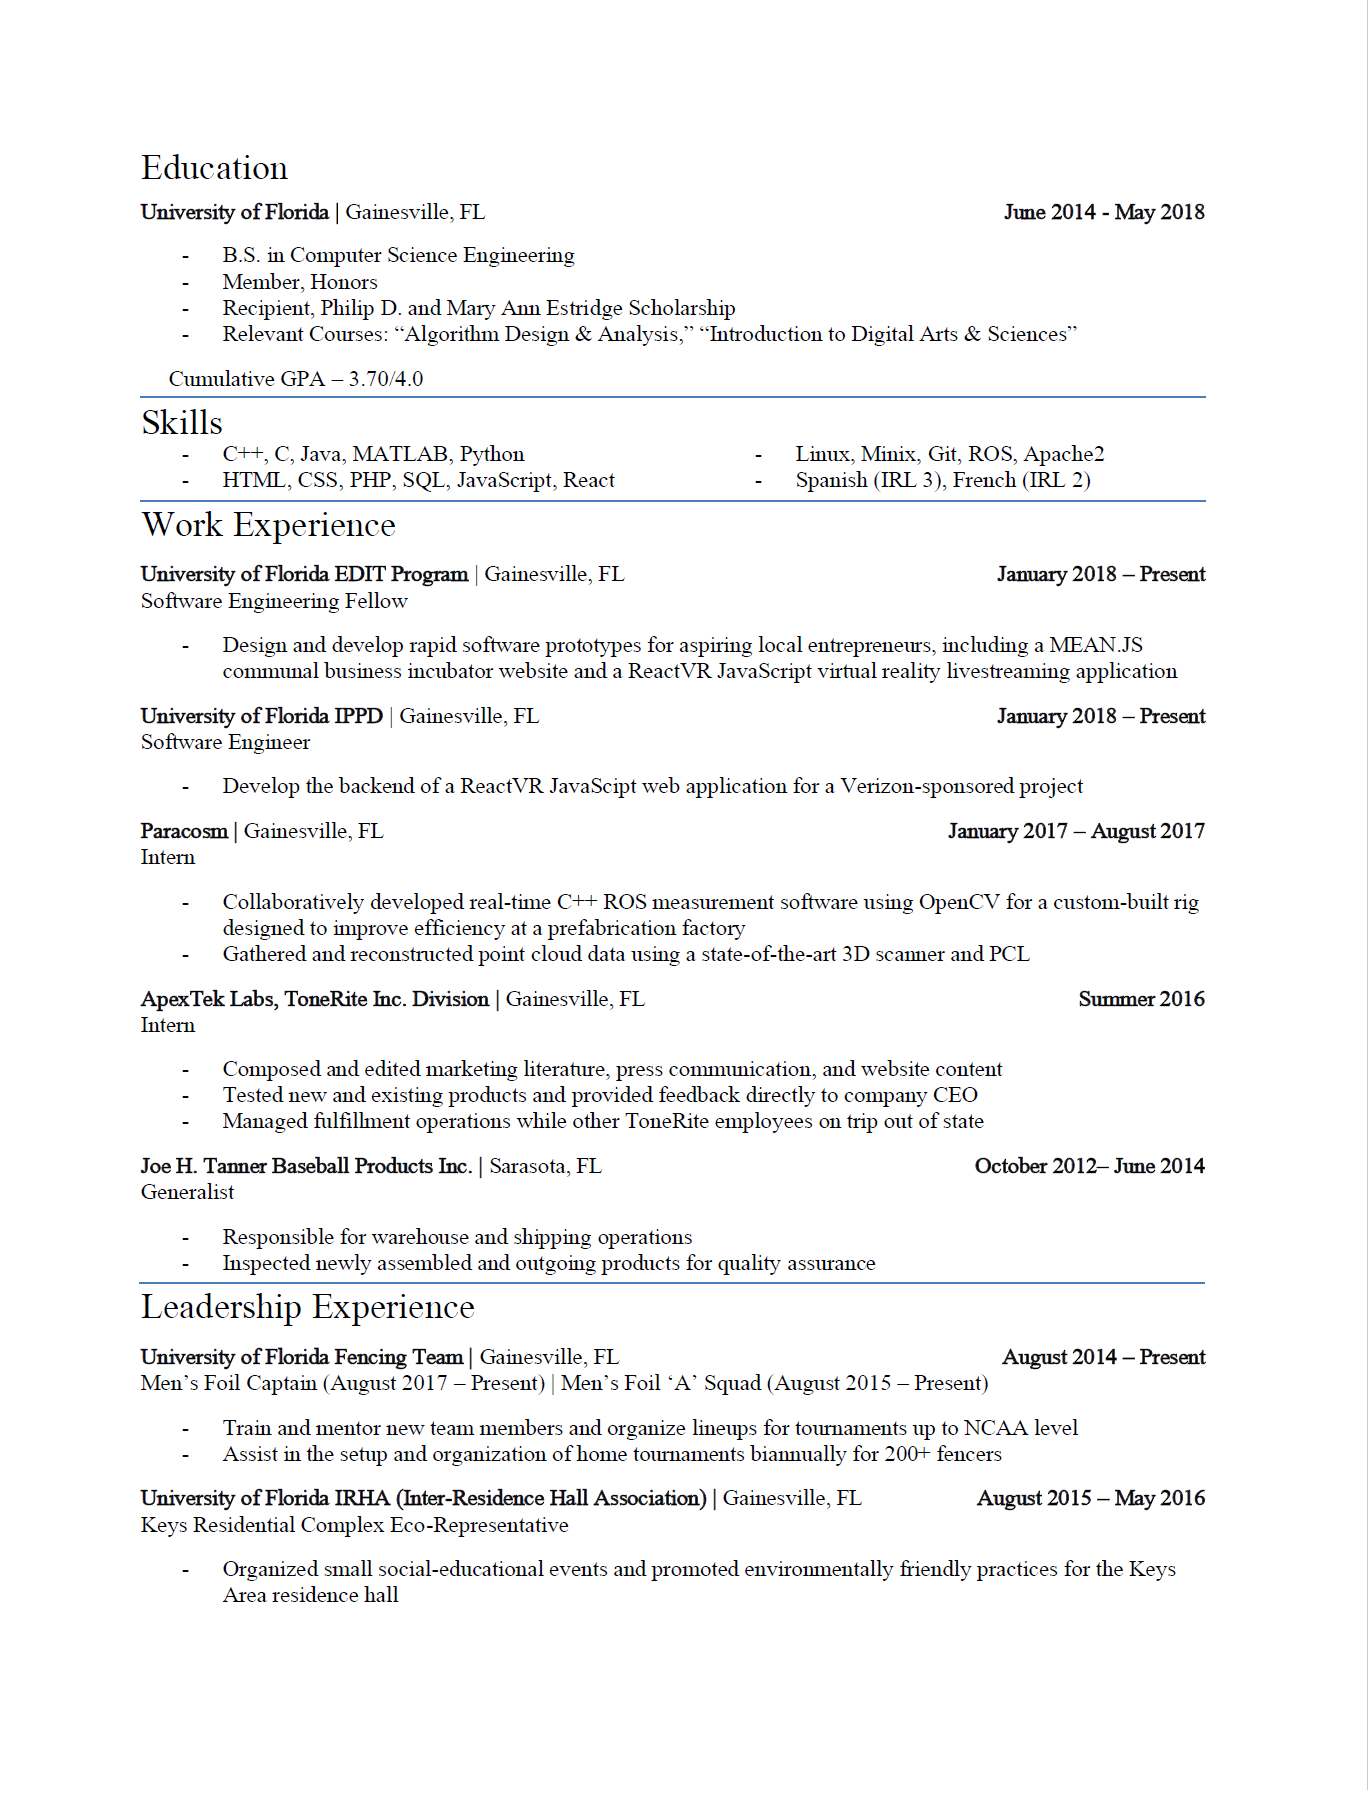 Education
University of Florida | Gainesville, FL June 2014 - May 2018
- B.S. in Computer Science Engineering
- Member, Honors
- Recipient, Philip D. and Mary Ann Estridge Scholarship
- Relevant Courses: “Algorithm Design & Analysis,” “Introduction to Digital Arts & Sciences”
Cumulative GPA – 3.70/4.0
Skills
- C++, C, Java, MATLAB, Python - Linux, Minix, Git, ROS, Apache2
- HTML, CSS, PHP, SQL, JavaScript, React - Spanish (IRL 3), French (IRL 2)
Work Experience
University of Florida EDIT Program | Gainesville, FL January 2018 – Present
Software Engineering Fellow
- Design and develop rapid software prototypes for aspiring local entrepreneurs, including a MEAN.JS
communal business incubator website and a ReactVR JavaScript virtual reality livestreaming application
University of Florida IPPD | Gainesville, FL January 2018 – Present
Software Engineer
- Develop the backend of a ReactVR JavaScipt web application for a Verizon-sponsored project
Paracosm | Gainesville, FL January 2017 – August 2017
Intern
- Collaboratively developed real-time C++ ROS measurement software using OpenCV for a custom-built rig
designed to improve efficiency at a prefabrication factory
- Gathered and reconstructed point cloud data using a state-of-the-art 3D scanner and PCL
ApexTek Labs, ToneRite Inc. Division | Gainesville, FL Summer 2016
Intern
- Composed and edited marketing literature, press communication, and website content
- Tested new and existing products and provided feedback directly to company CEO
- Managed fulfillment operations while other ToneRite employees on trip out of state
Joe H. Tanner Baseball Products Inc. | Sarasota, FL October 2012– June 2014
Generalist
- Responsible for warehouse and shipping operations
- Inspected newly assembled and outgoing products for quality assurance
Leadership Experience
University of Florida Fencing Team | Gainesville, FL August 2014 – Present
Men’s Foil Captain (August 2017 – Present) | Men’s Foil ‘A’ Squad (August 2015 – Present)
- Train and mentor new team members and organize lineups for tournaments up to NCAA level
- Assist in the setup and organization of home tournaments biannually for 200+ fencers
University of Florida IRHA (Inter-Residence Hall Association) | Gainesville, FL August 2015 – May 2016
Keys Residential Complex Eco-Representative
- Organized small social-educational events and promoted environmentally friendly practices for the Keys
Area residence hall